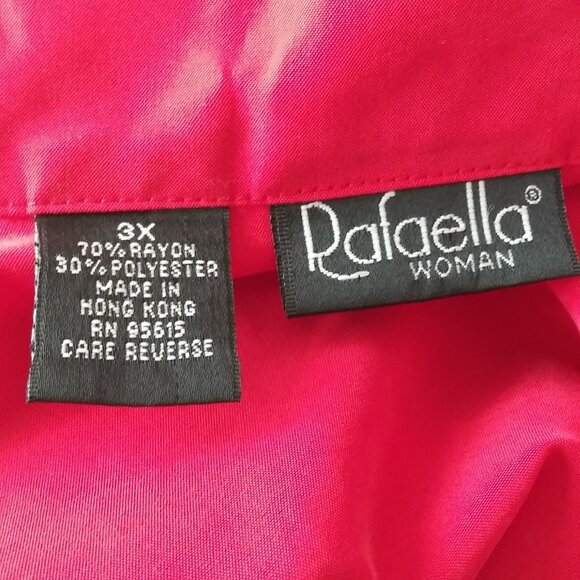 3X
70% RAYON
30% POLYESTER
MADE IN
HONG KONG
RN 95615
CARE REVERSE
Rafaella®
WOMAN